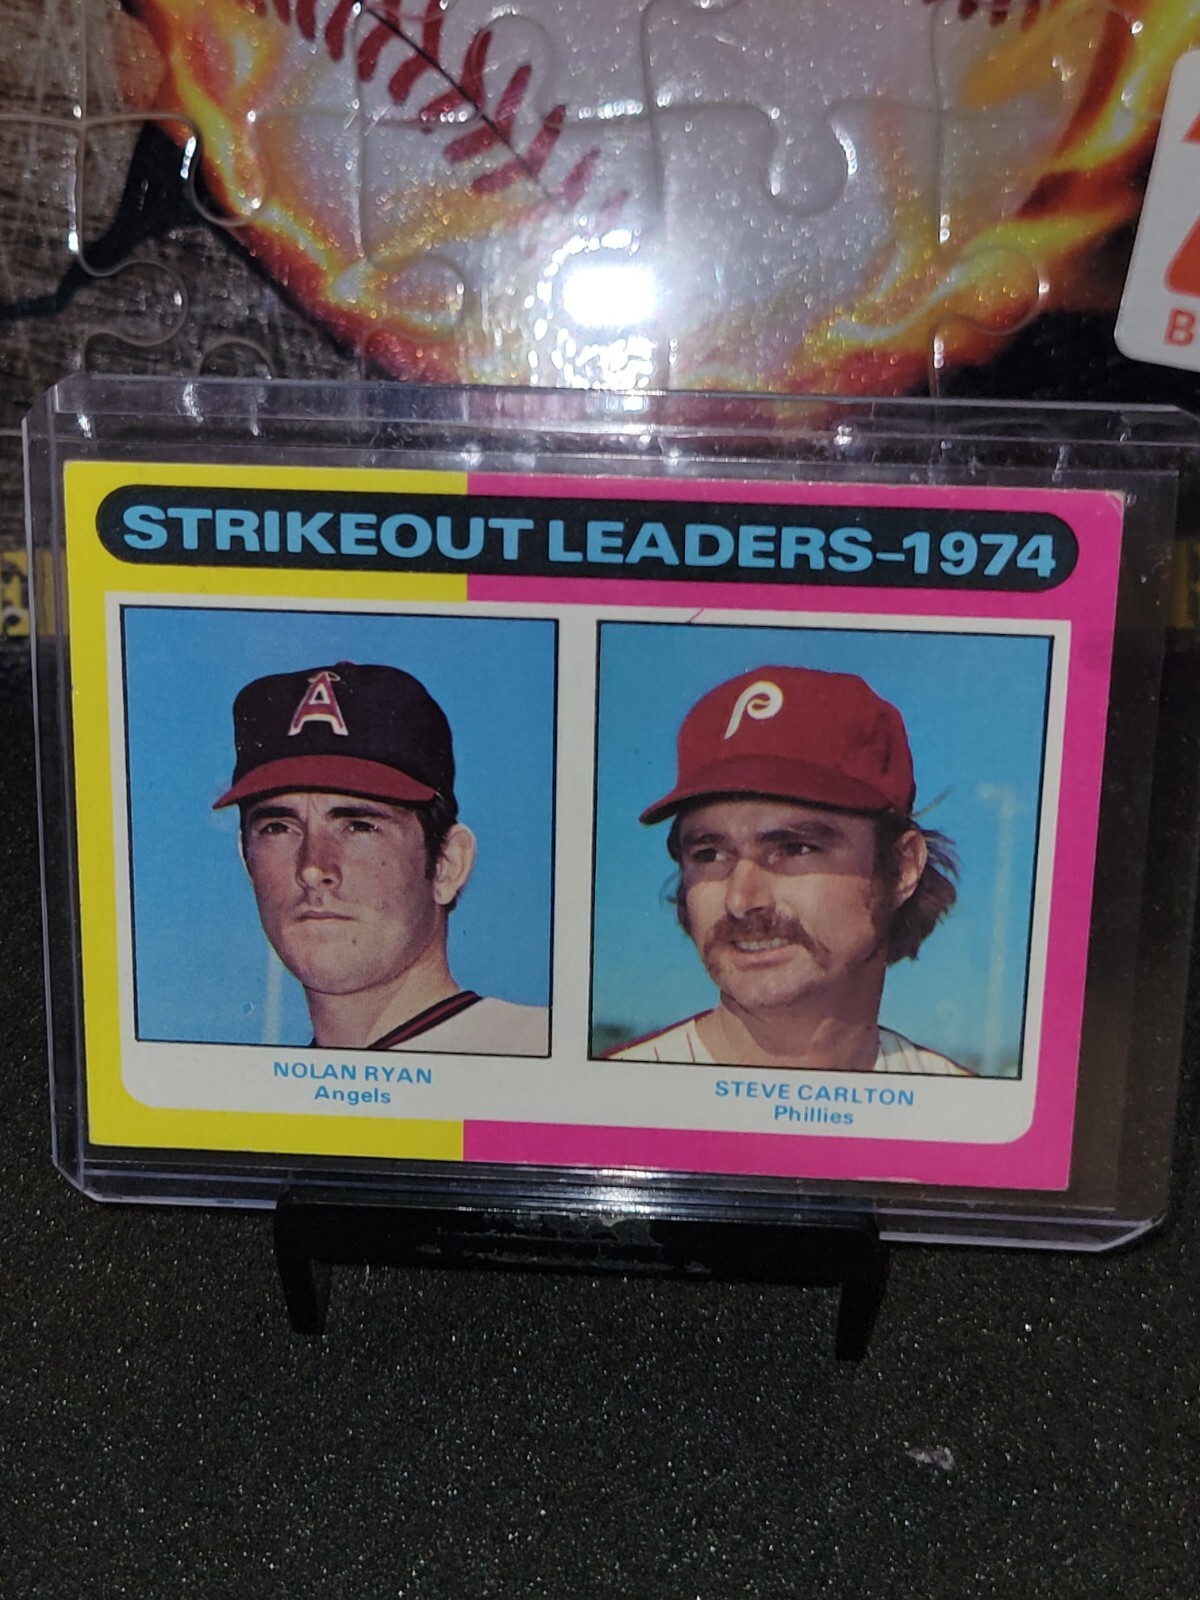 B
STRIKEOUT LEADERS-1974
A
P
NOLAN RYAN
Angels
STEVE CARLTON
Phillies